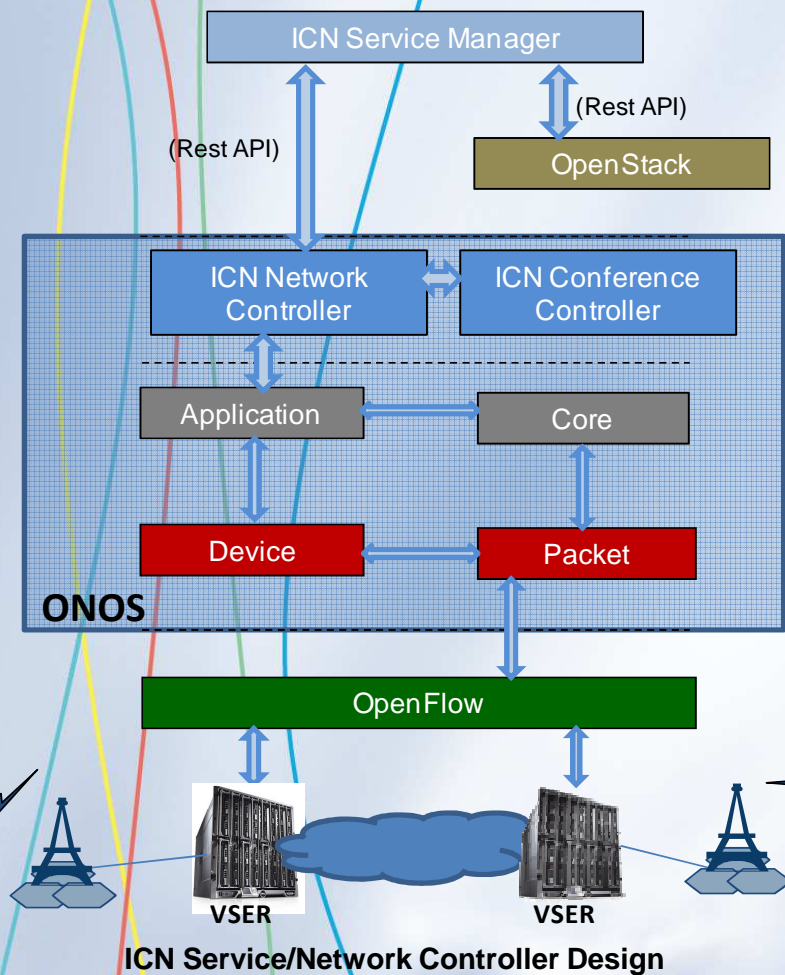 ICN Service Manager
(Rest API)
(Rest API)
OpenStack
ICN Network
Controller
ICN Conference
Controller
Application
Core
Device
Packet
ONOS
OpenFlow
VSER
VSER
ICN Service/Network Controller Design